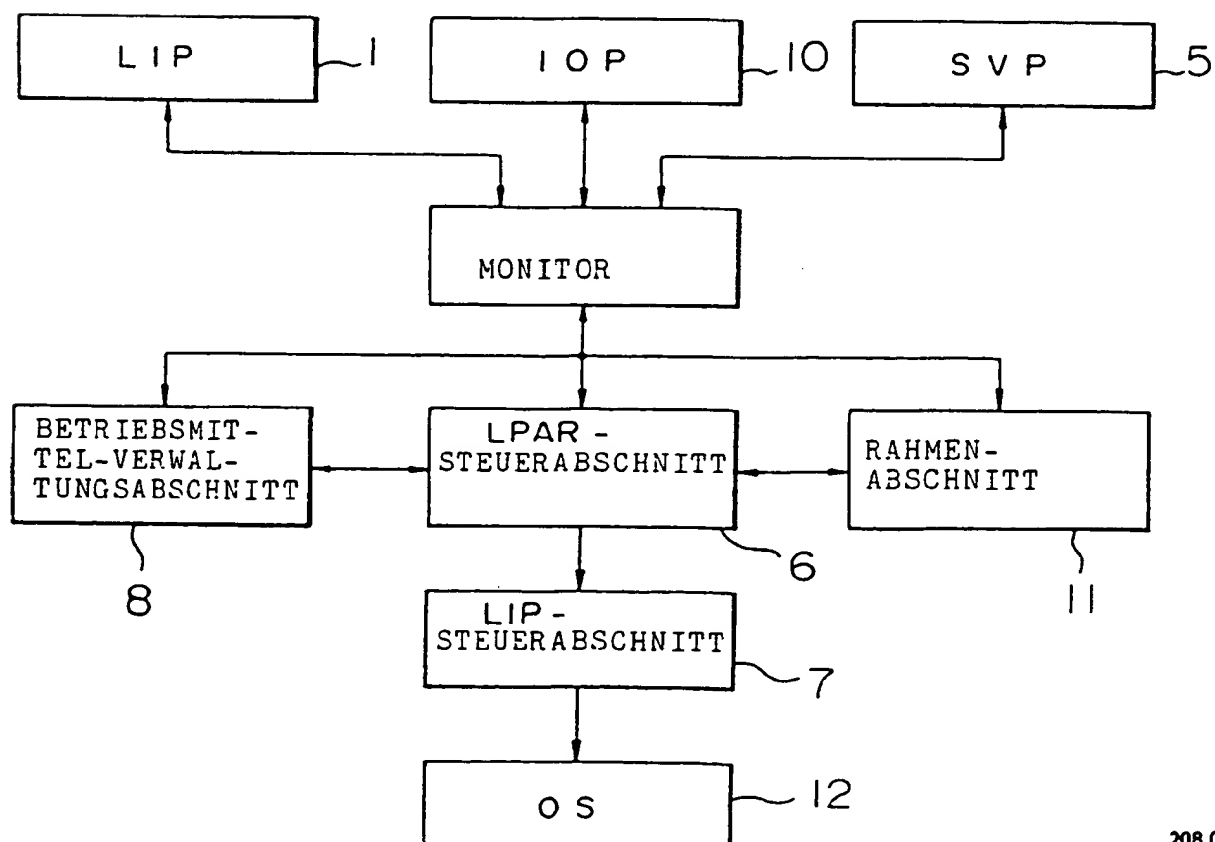 LIP
1
IOP
10
SVP
5
MONITOR
BETRIEBSMIT-
TEL-VERWAL-
TUNGSABSCHNITT
8
LPAR-
STEUERABSCHNITT
6
RAHMEN-
ABSCHNITT
11
LIP-
STEUERABSCHNITT
7
OS
12